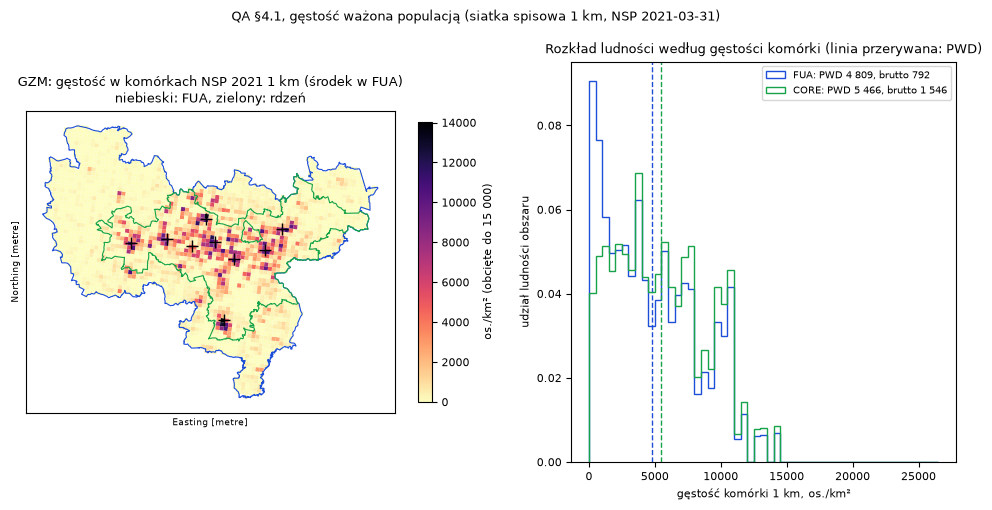 QA §4.1, gęstość ważona populacją (siatka spisowa 1 km, NSP 2021-03-31)
GZM: gęstość w komórkach NSP 2021 1 km (środek w FUA)
niebieski: FUA, zielony: rdzeń
Northing [metre]
Easting [metre]
14000
12000
10000
8000
6000
4000
2000
0
os./km² (obcięte do 15 000)
Rozkład ludności według gęstości komórki (linia przerywana: PWD)
FUA: PWD 4 809, brutto 792
CORE: PWD 5 466, brutto 1 546
udział ludności obszaru
0.08
0.06
0.04
0.02
0.00
0
5000
10000
15000
20000
25000
gęstość komórki 1 km, os./km²